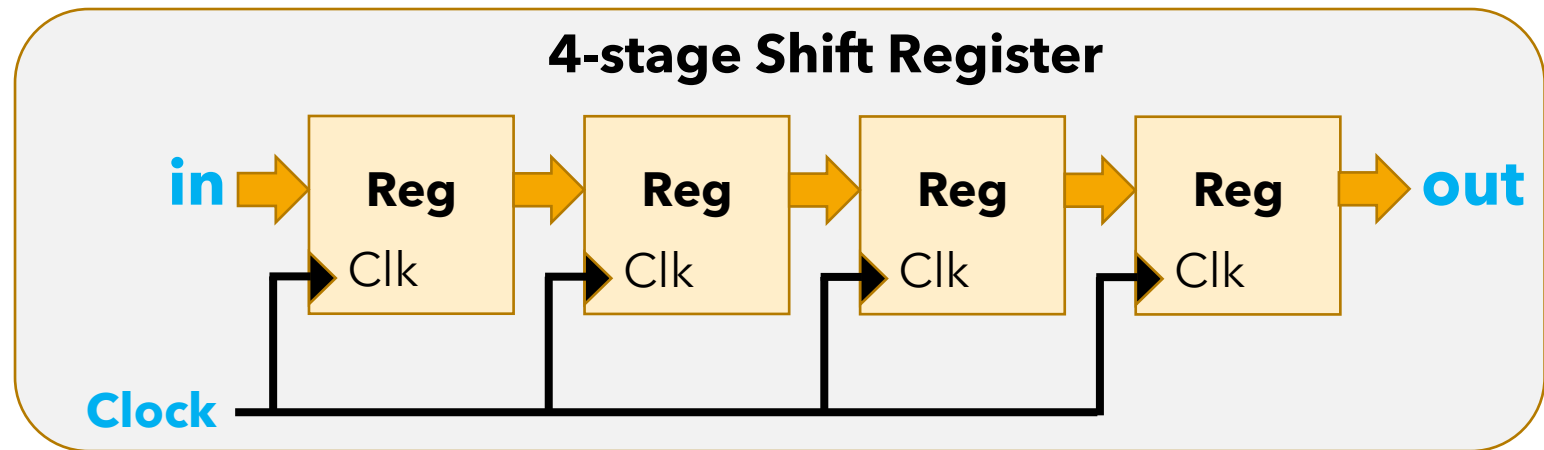 4-stage Shift Register
in Reg Reg Reg Reg out
Clk Clk Clk Clk
Clock